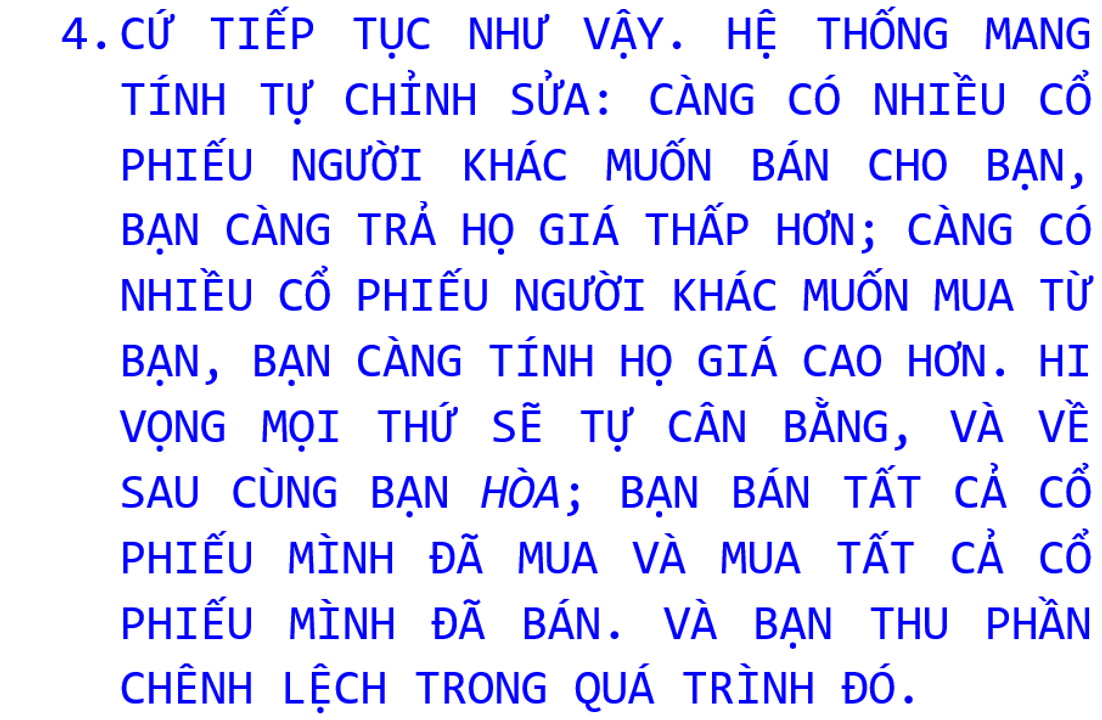 4. CỨ TIẾP TỤC NHƯ VẬY. HỆ THỐNG MANG
TÍNH TỰ CHỈNH SỬA: CÀNG CÓ NHIỀU CỔ
PHIẾU NGƯỜI KHÁC MUỐN BÁN CHO BẠN,
BẠN CÀNG TRẢ HỌ GIÁ THẤP HƠN; CÀNG CÓ
NHIỀU CỔ PHIẾU NGƯỜI KHÁC MUỐN MUA TỪ
BẠN, BẠN CÀNG TÍNH HỌ GIÁ CAO HƠN. HI
VỌNG MỌI THỨ SẼ TỰ CÂN BẰNG, VÀ VỀ
SAU CÙNG BẠN HÒA; BẠN BÁN TẤT CẢ CỔ
PHIẾU MÌNH ĐÃ MUA VÀ MUA TẤT CẢ CỔ
PHIẾU MÌNH ĐÃ BÁN. VÀ BẠN THU PHẦN
CHÊNH LỆCH TRONG QUÁ TRÌNH ĐÓ.